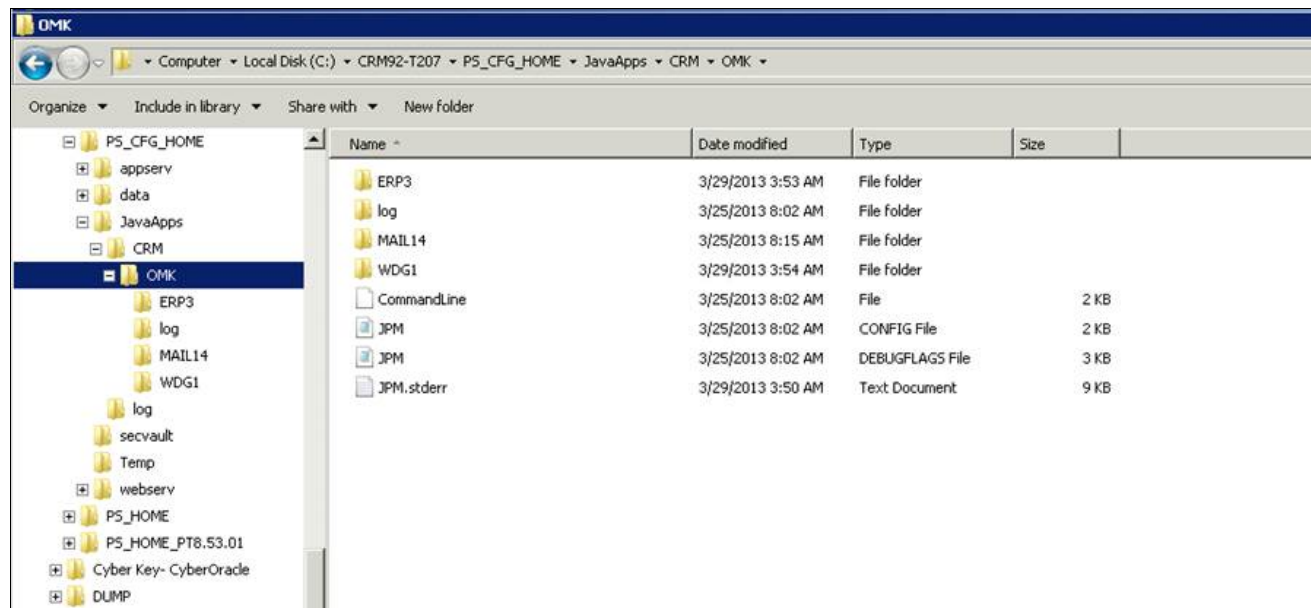 OMK
Computer Local Disk (C:) CRM92-T207 PS_CFG_HOME JavaApps CRM OMK
Organize Include in library Share with New folder
PS_CFG_HOME
appserv
data
JavaApps
CRM
OMK
ERP3
log
MAIL14
WDG1
log
secvault
Temp
webserv
PS_HOME
PS_HOME_PT8.53.01
Cyber Key- CyberOracle
DUMP
Name Date modified Type Size
ERP3 3/29/2013 3:53 AM File folder
log 3/25/2013 8:02 AM File folder
MAIL14 3/25/2013 8:15 AM File folder
WDG1 3/29/2013 3:54 AM File folder
CommandLine 3/25/2013 8:02 AM File 2 KB
JPM 3/25/2013 8:02 AM CONFIG File 2 KB
JPM 3/25/2013 8:02 AM DEBUGFLAGS File 3 KB
JPM.stderr 3/29/2013 3:50 AM Text Document 9 KB